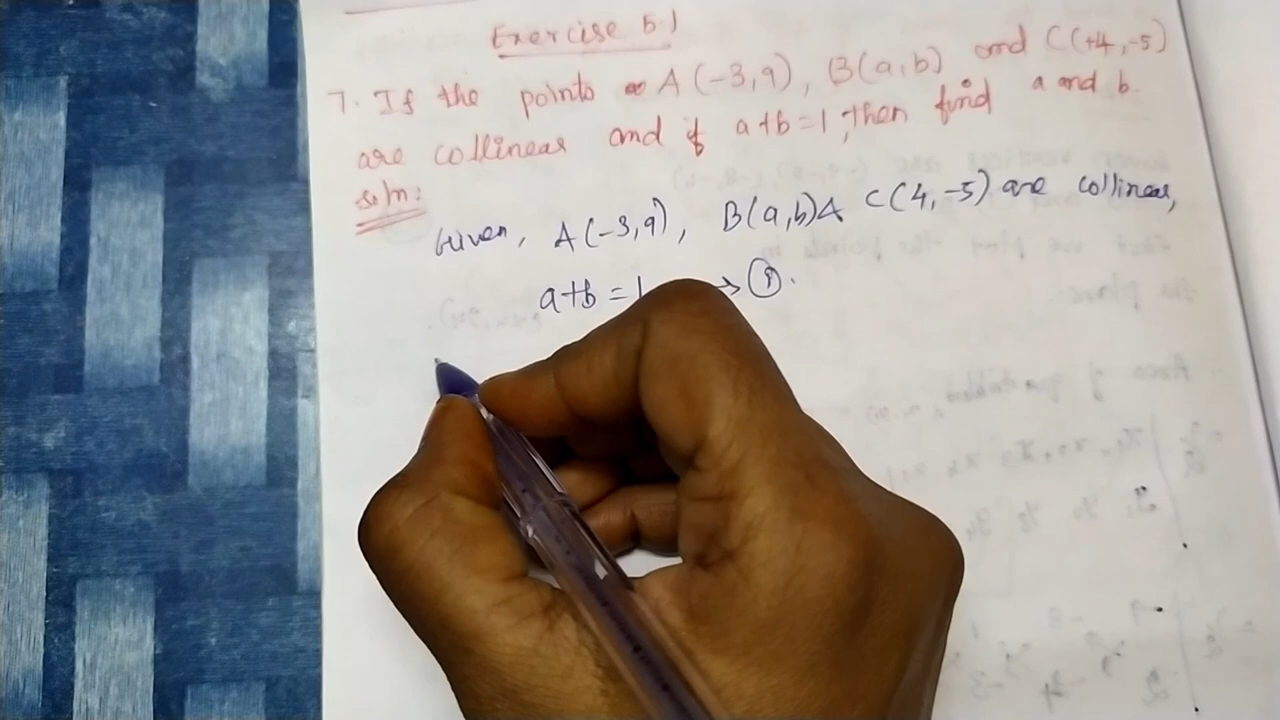 Exercise 5.1
7. If the points A(-3,9), B(a,b) and C(+4,-5)
are collinear and if a+b=1, then find a and b.
soln:
Given, A(-3,9), B(a,b) & C(4,-5) are collinear,
a+b=1 → ①.